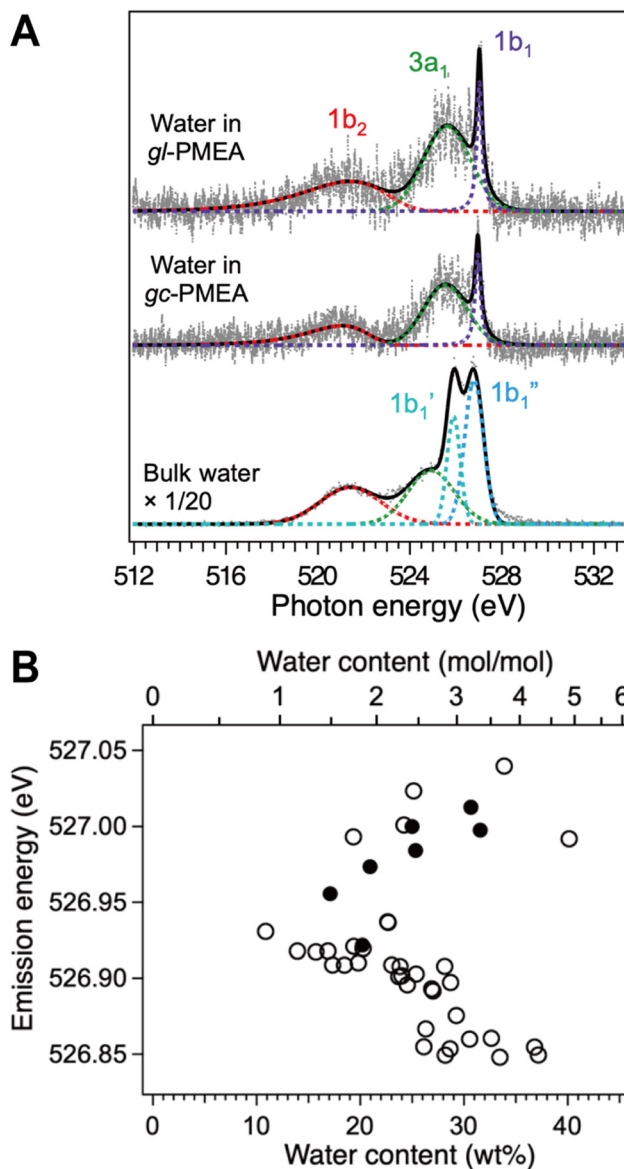 A
1b₁
3a₁
1b₂
Water in
gl-PMEA
Water in
gc-PMEA
1b₁' 1b₁”
Bulk water
× 1/20
512 516 520 524 528 532
Photon energy (eV)
B
Water content (mol/mol)
0 1 2 3 4 5 6
527.05
527.00
526.95
526.90
526.85
Emission energy (eV)
0 10 20 30 40
Water content (wt%)